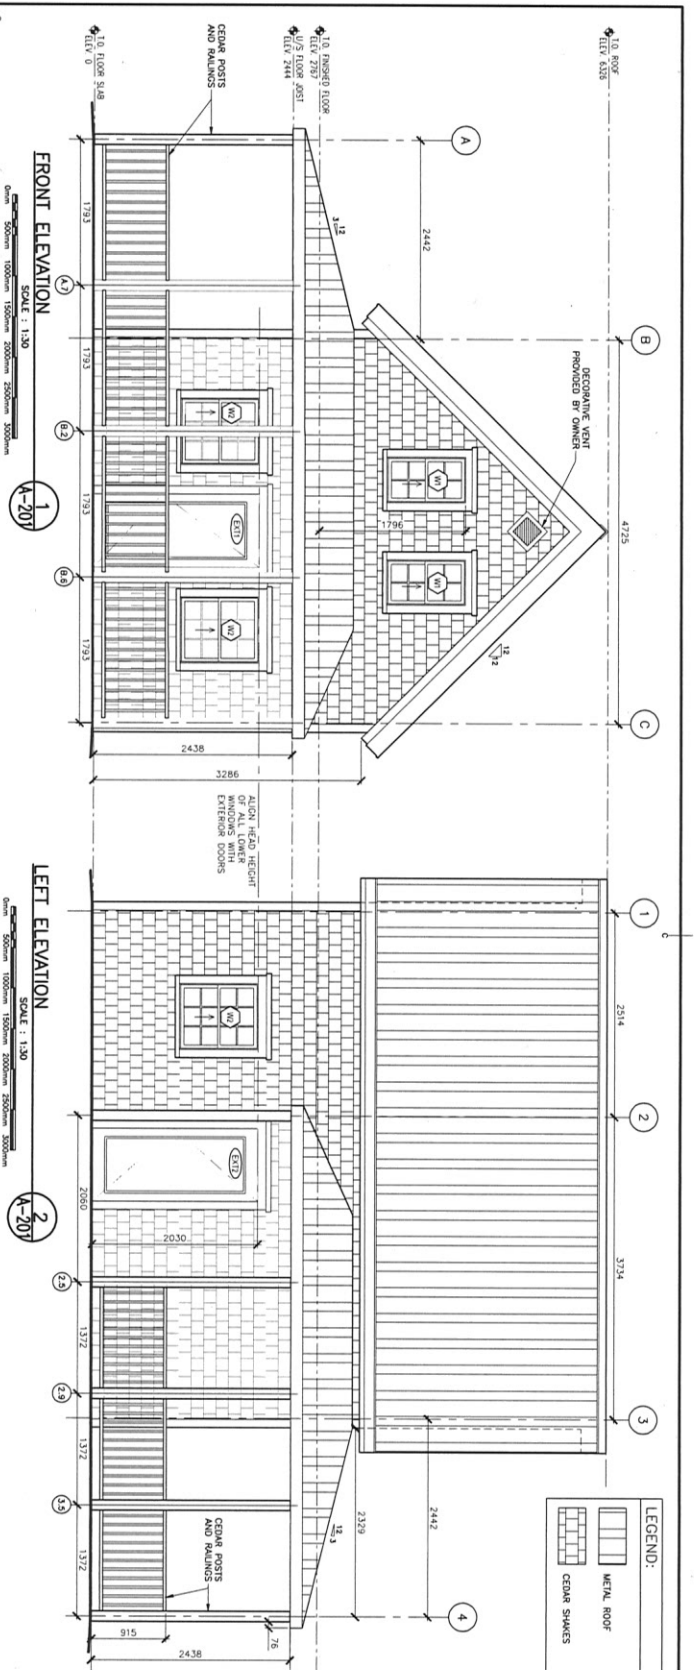 T.O. ROOF
ELEV. 6326
T.O. FINISHED FLOOR
ELEV. 2767
U/S FLOOR JOIST
ELEV. 2444
T.O. FLOOR SLAB
ELEV. 0
CEDAR POSTS
AND RAILINGS
A
B
C
2442
4725
DECORATIVE VENT
PROVIDED BY OWNER
12
3
12
12
W1
W1
1796
W2
EXT1
W2
1793
A.7
1793
B.2
1793
B.6
1793
2438
3286
ALIGN HEAD HEIGHT
OF ALL LOWER
WINDOWS WITH
EXTERIOR DOORS
FRONT ELEVATION
SCALE : 1:30
0mm 500mm 1000mm 1500mm 2000mm 2500mm 3000mm
1
A-201
C
1
2
3
4
2514
3734
2442
2329
12
3
W2
EXT2
2030
2060
2.5
1372
2.9
1372
3.5
1372
CEDAR POSTS
AND RAILINGS
76
915
2438
LEFT ELEVATION
SCALE : 1:30
0mm 500mm 1000mm 1500mm 2000mm 2500mm 3000mm
2
A-201
LEGEND:
METAL ROOF
CEDAR SHAKES